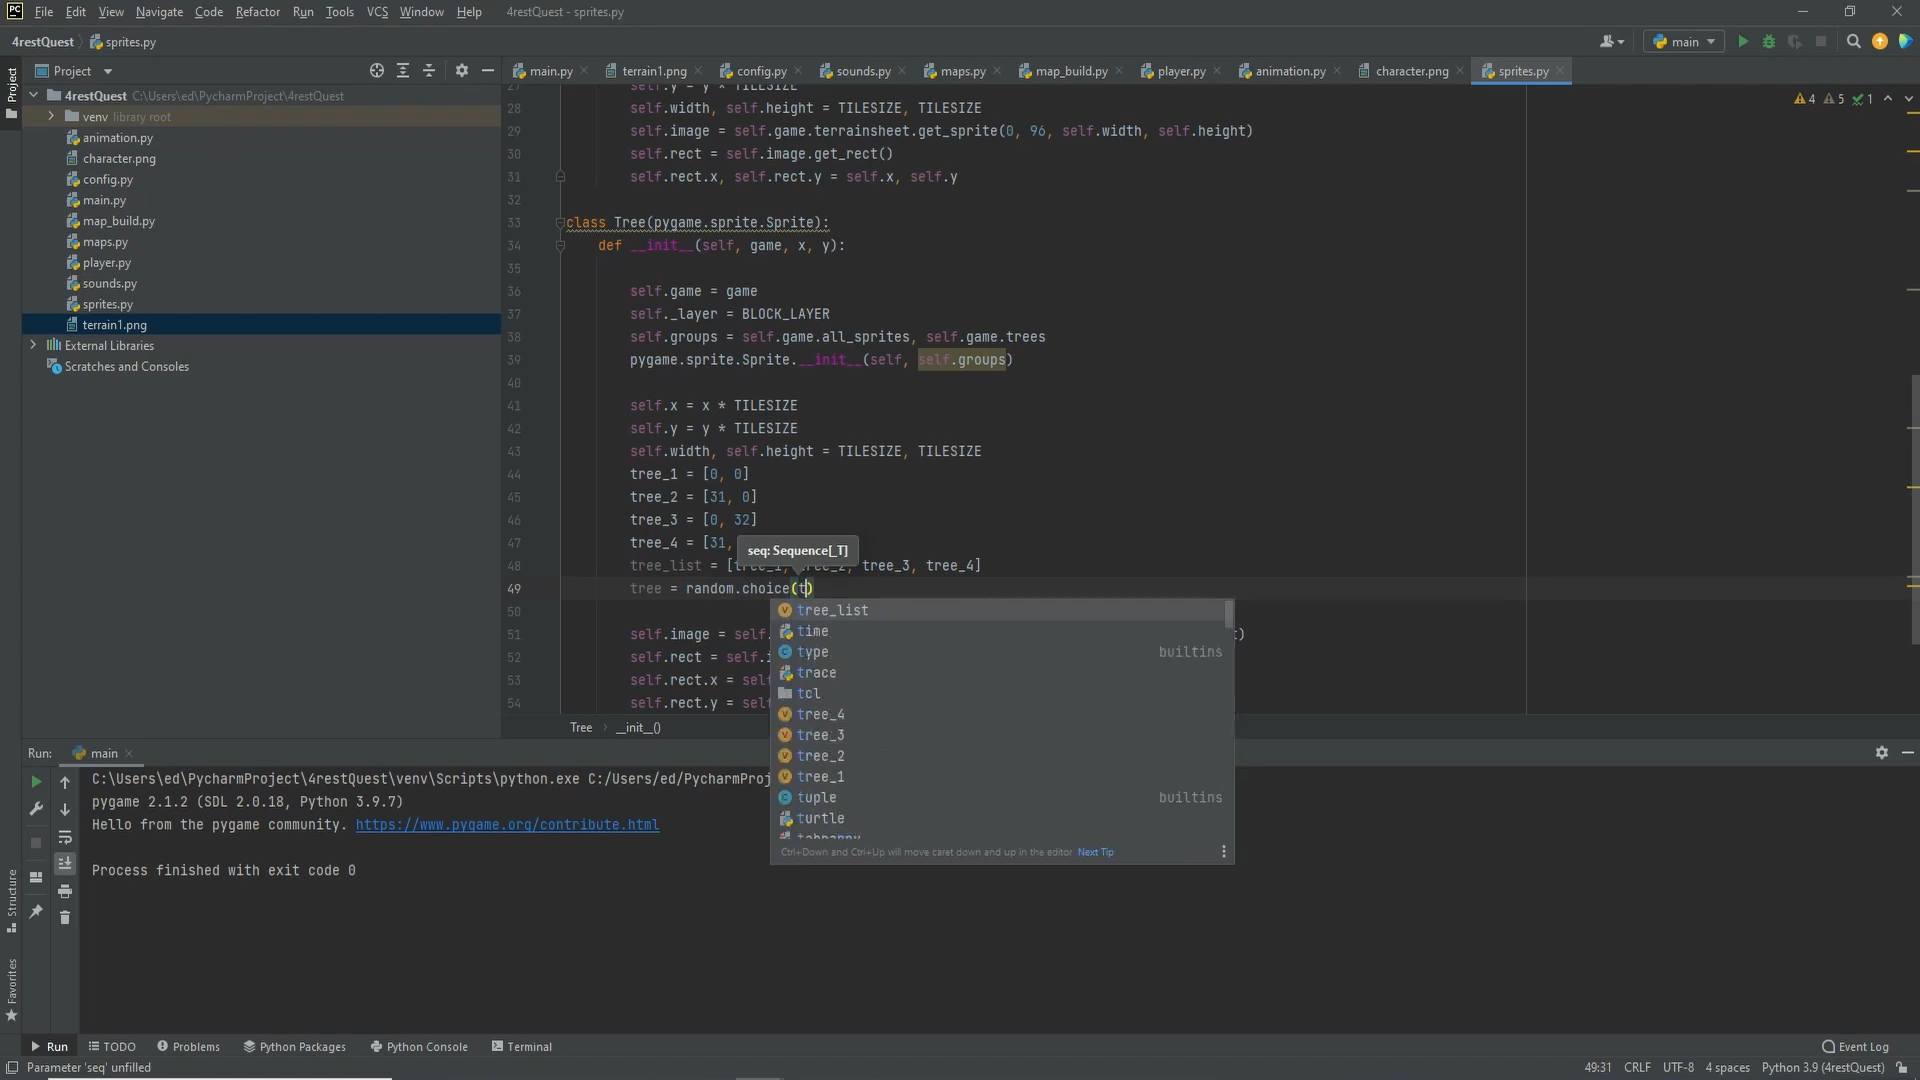 PC File Edit View Navigate Code Refactor Run Tools VCS Window Help 4restQuest - sprites.py
4restQuest sprites.py main
Project main.py terrain1.png config.py sounds.py maps.py map_build.py player.py animation.py character.png sprites.py
Project
4restQuest C:\Users\ed\PycharmProject\4restQuest
venv library root
animation.py
character.png
config.py
main.py
map_build.py
maps.py
player.py
sounds.py
sprites.py
terrain1.png
External Libraries
Scratches and Consoles
4 5 1
27 self.y = y * TILESIZE
28 self.width, self.height = TILESIZE, TILESIZE
29 self.image = self.game.terrainsheet.get_sprite(0, 96, self.width, self.height)
30 self.rect = self.image.get_rect()
31 self.rect.x, self.rect.y = self.x, self.y
32
33 class Tree(pygame.sprite.Sprite):
34 def __init__(self, game, x, y):
35
36 self.game = game
37 self._layer = BLOCK_LAYER
38 self.groups = self.game.all_sprites, self.game.trees
39 pygame.sprite.Sprite.__init__(self, self.groups)
40
41 self.x = x * TILESIZE
42 self.y = y * TILESIZE
43 self.width, self.height = TILESIZE, TILESIZE
44 tree_1 = [0, 0]
45 tree_2 = [31, 0]
46 tree_3 = [0, 32]
47 tree_4 = [31,
seq: Sequence[_T]
48 tree_list = [tree_1, tree_2, tree_3, tree_4]
49 tree = random.choice(t)
50
51 self.image = self. t)
52 self.rect = self.i
53 self.rect.x = self
54 self.rect.y = self
tree_list
time
type builtins
trace
tcl
tree_4
tree_3
tree_2
tree_1
tuple builtins
turtle
tabnanny
Ctrl+Down and Ctrl+Up will move caret down and up in the editor Next Tip
Tree __init__()
Run: main
C:\Users\ed\PycharmProject\4restQuest\venv\Scripts\python.exe C:/Users/ed/PycharmProj
pygame 2.1.2 (SDL 2.0.18, Python 3.9.7)
Hello from the pygame community. https://www.pygame.org/contribute.html
Process finished with exit code 0
Structure
Favorites
Run TODO Problems Python Packages Python Console Terminal Event Log
Parameter 'seq' unfilled 49:31 CRLF UTF-8 4 spaces Python 3.9 (4restQuest)